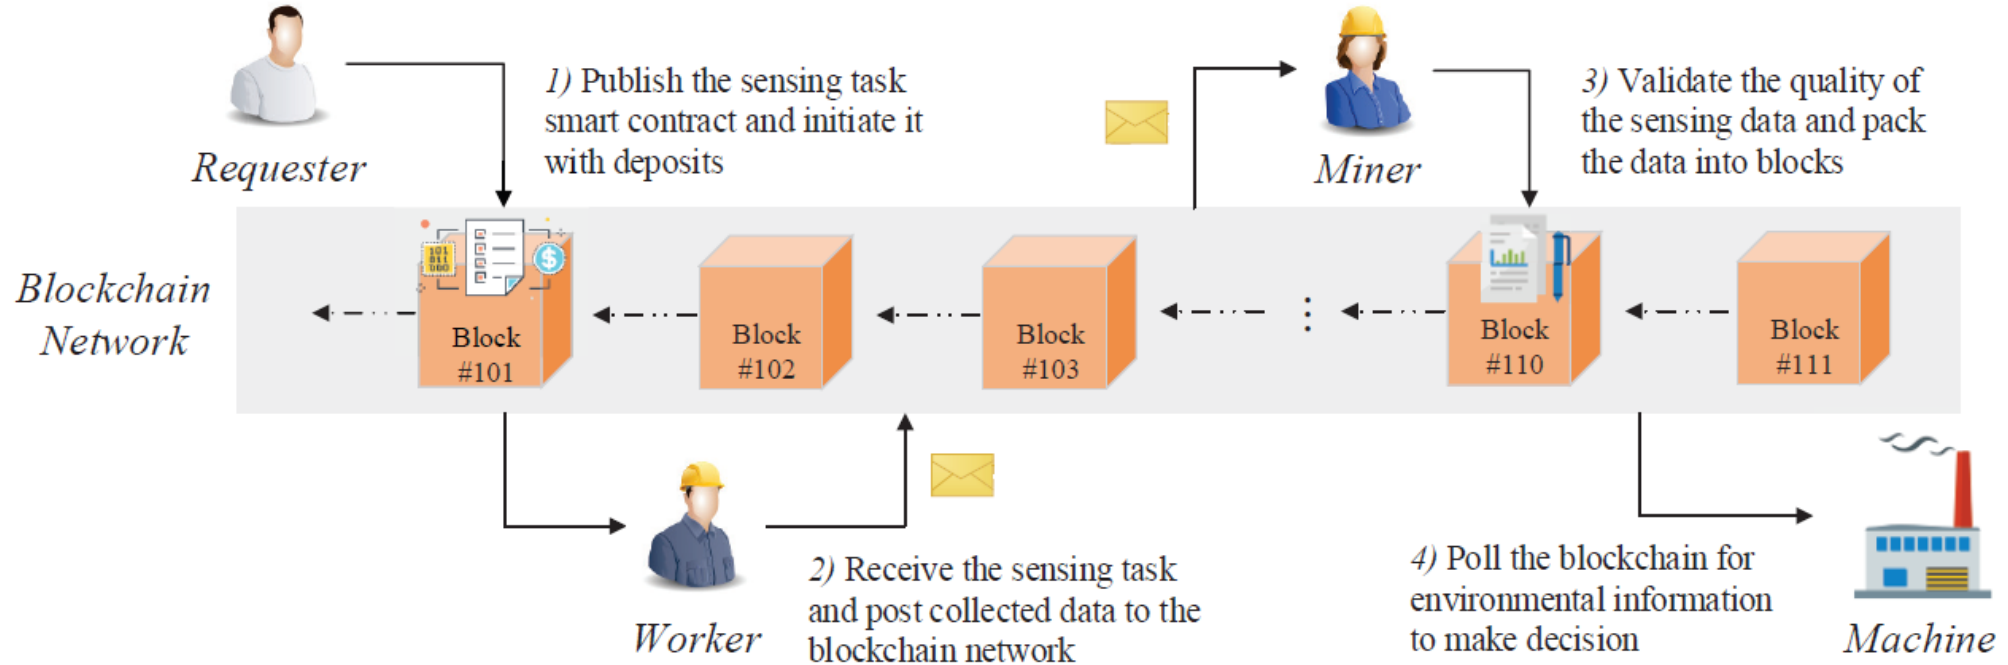 1) Publish the sensing task
smart contract and initiate it
with deposits
Requester
3) Validate the quality of
the sensing data and pack
the data into blocks
Miner
Blockchain
Network
Block
#101
Block
#102
Block
#103
Block
#110
Block
#111
2) Receive the sensing task
and post collected data to the
blockchain network
Worker
4) Poll the blockchain for
environmental information
to make decision
Machine